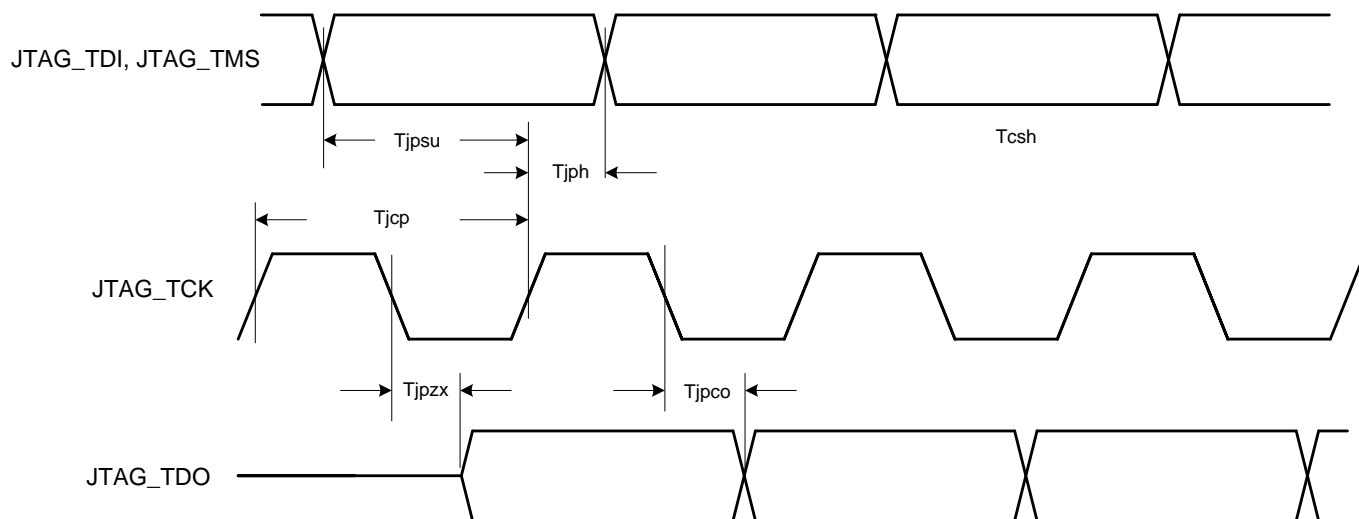 JTAG_TDI, JTAG_TMS
Tjpsu
Tcsh
Tjph
Tjcp
JTAG_TCK
Tjpzx
Tjpco
JTAG_TDO